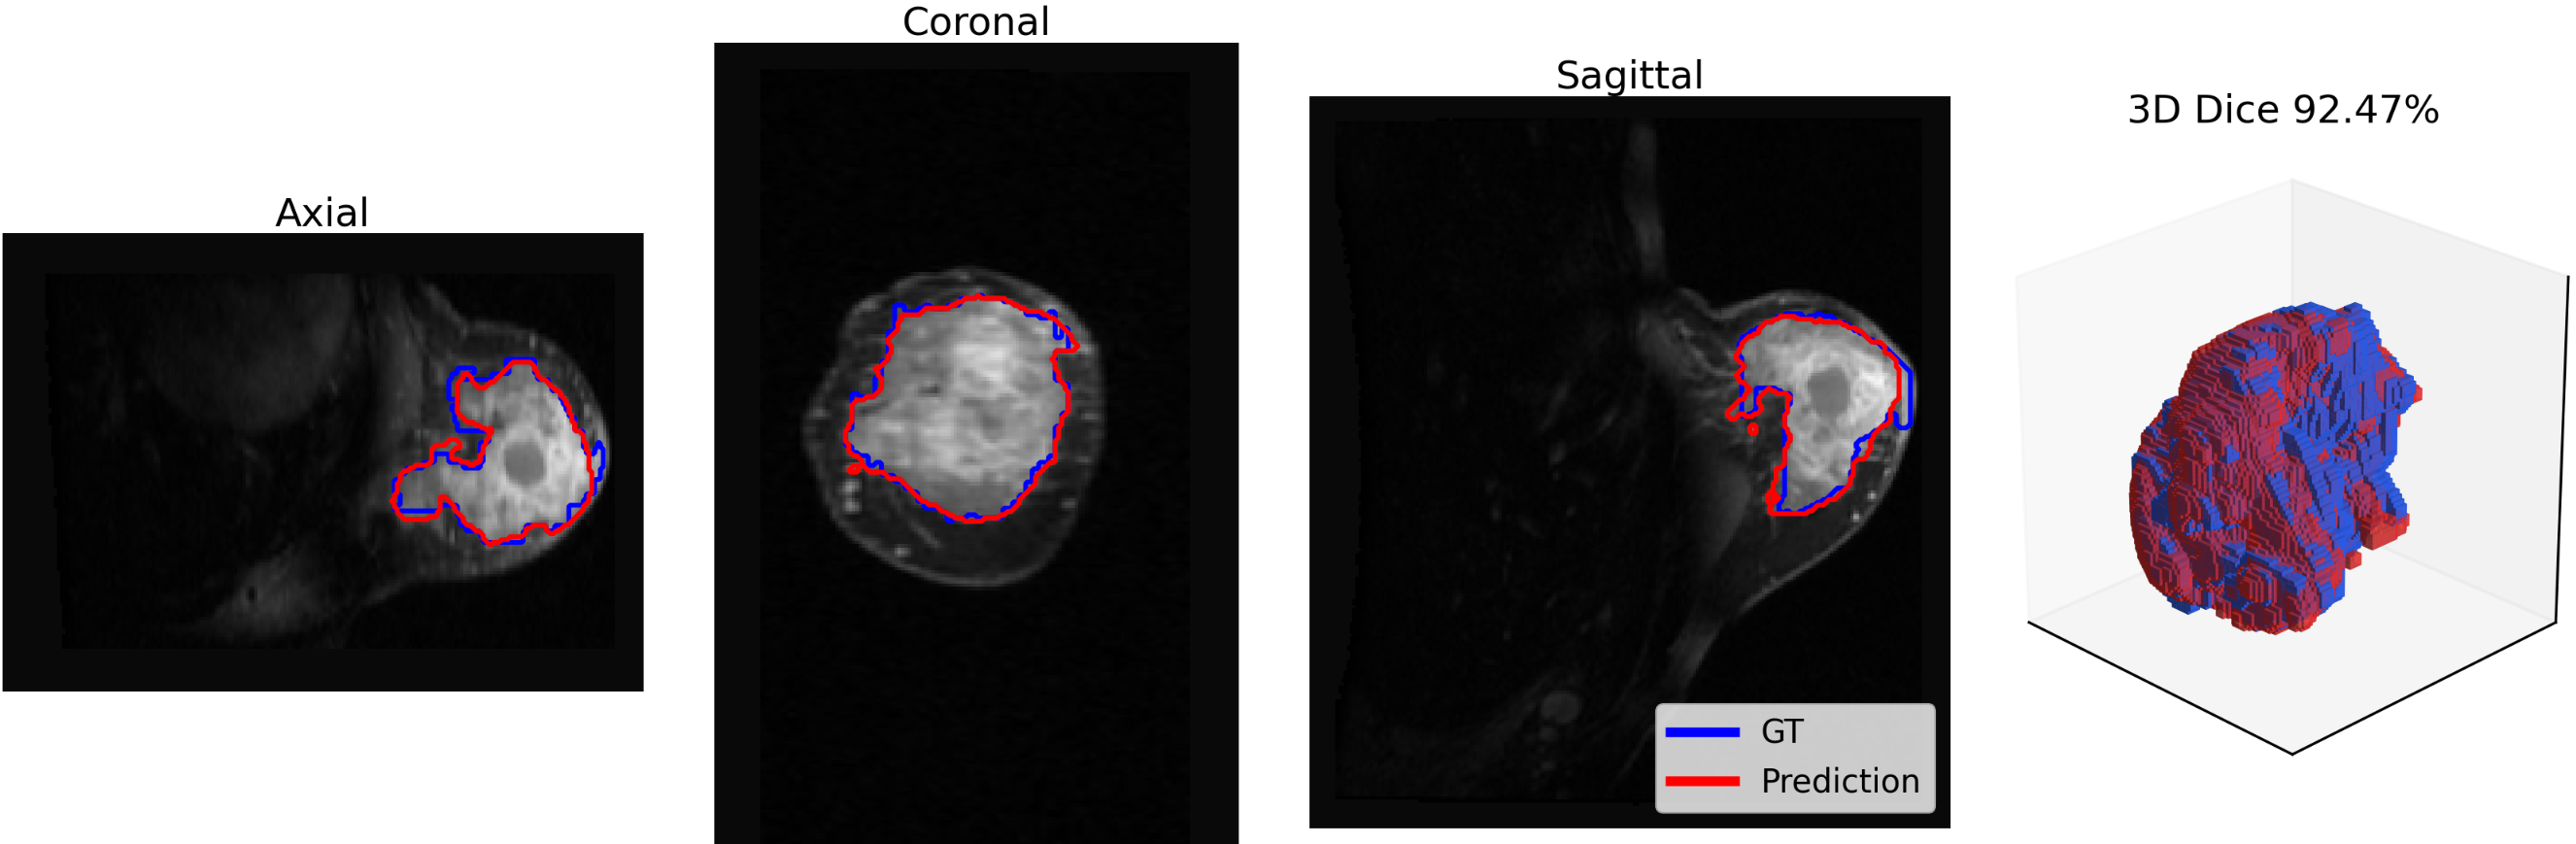 Axial
Coronal
Sagittal
3D Dice 92.47%
GT
Prediction